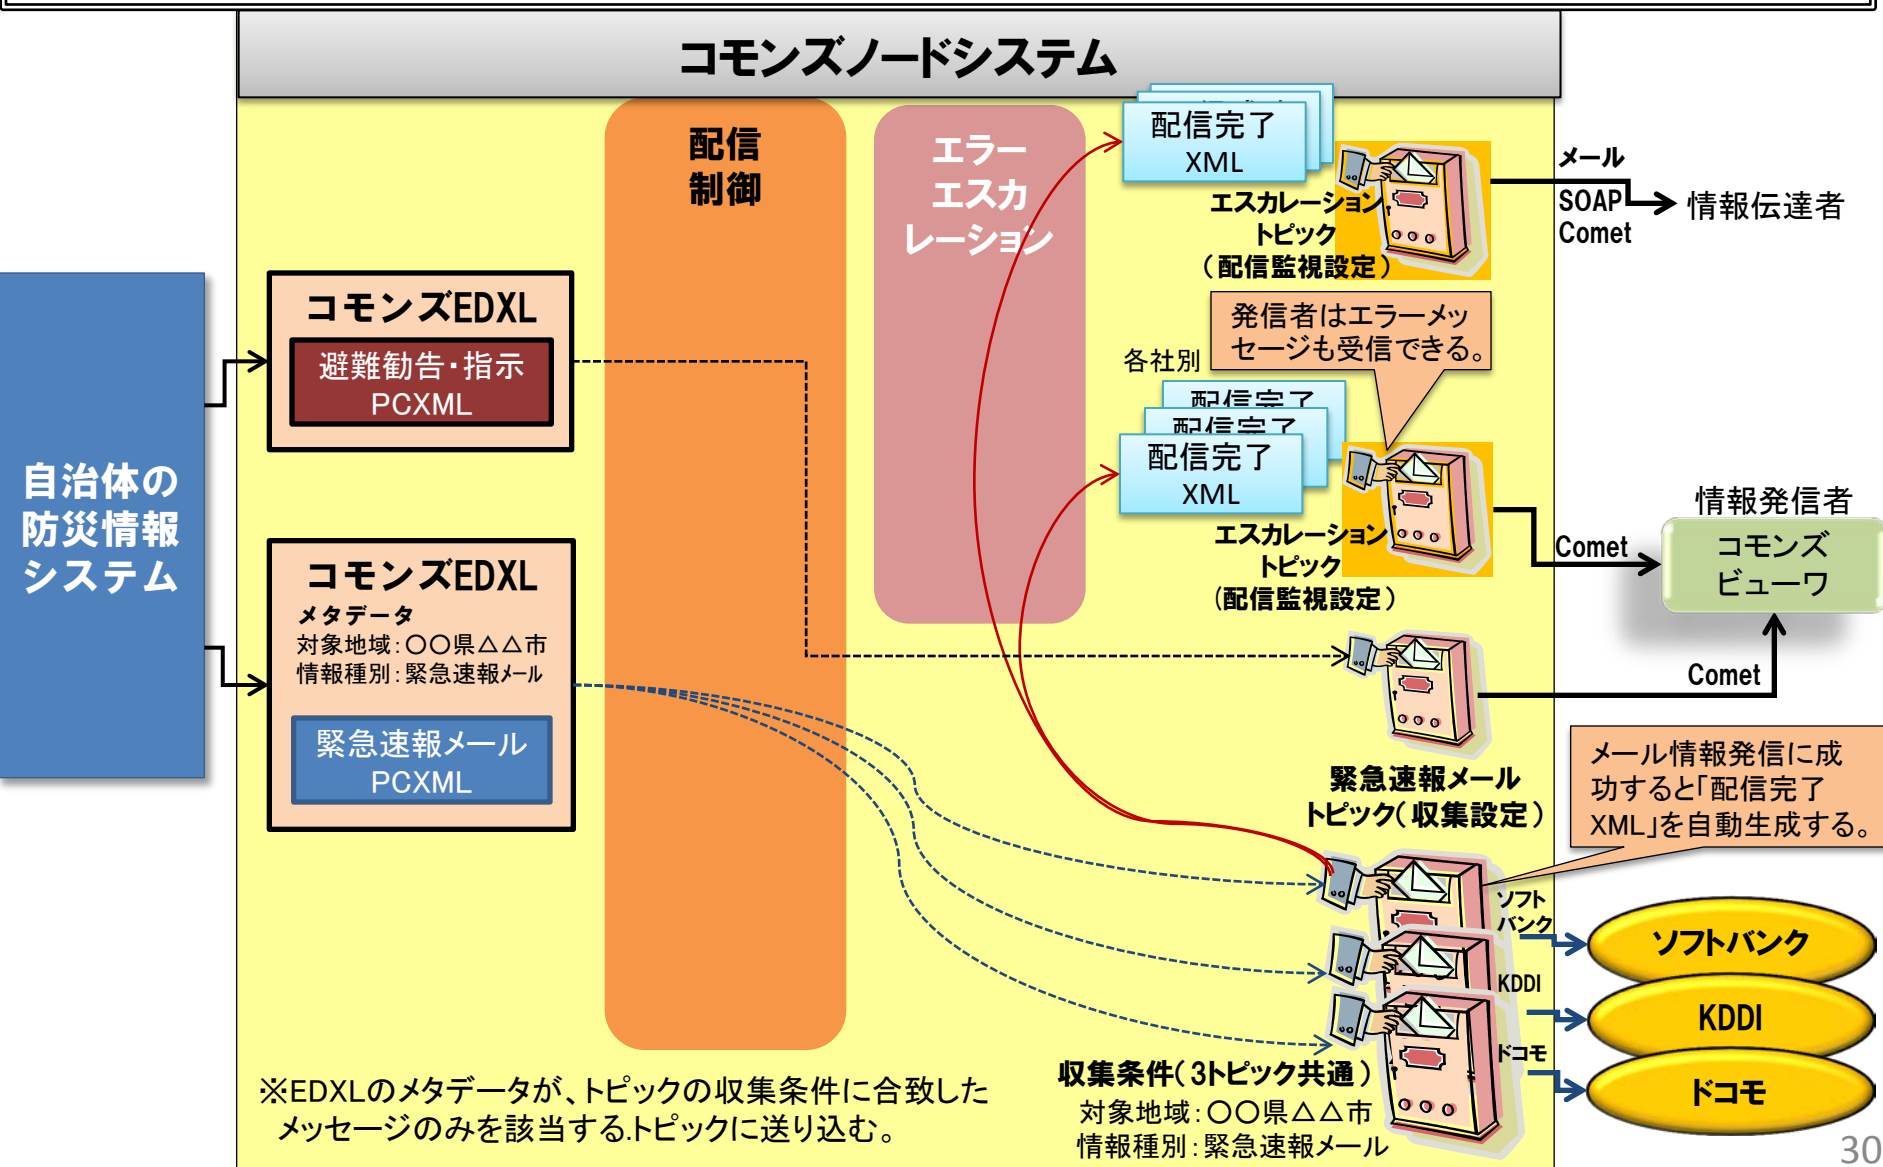 コモンズノードシステム
配信
制御
エラー
エスカ
レーション
配信完了
XML
エスカレーション
トピック
(配信監視設定)
メール
SOAP
Comet
情報伝達者
自治体の
防災情報
システム
コモンズEDXL
避難勧告・指示
PCXML
コモンズEDXL
メタデータ
対象地域:〇〇県△△市
情報種別:緊急速報メール
緊急速報メール
PCXML
発信者はエラーメッ
セージも受信できる。
各社別
配信完了
配信完了
配信完了
XML
エスカレーション
トピック
(配信監視設定)
Comet
情報発信者
コモンズ
ビューワ
Comet
緊急速報メール
トピック(収集設定)
メール情報発信に成
功すると「配信完了
XML」を自動生成する。
ソフト
バンク
KDDI
ドコモ
ソフトバンク
KDDI
ドコモ
収集条件(3トピック共通)
対象地域:〇〇県△△市
情報種別:緊急速報メール
※EDXLのメタデータが、トピックの収集条件に合致した
メッセージのみを該当する.トピックに送り込む。
30